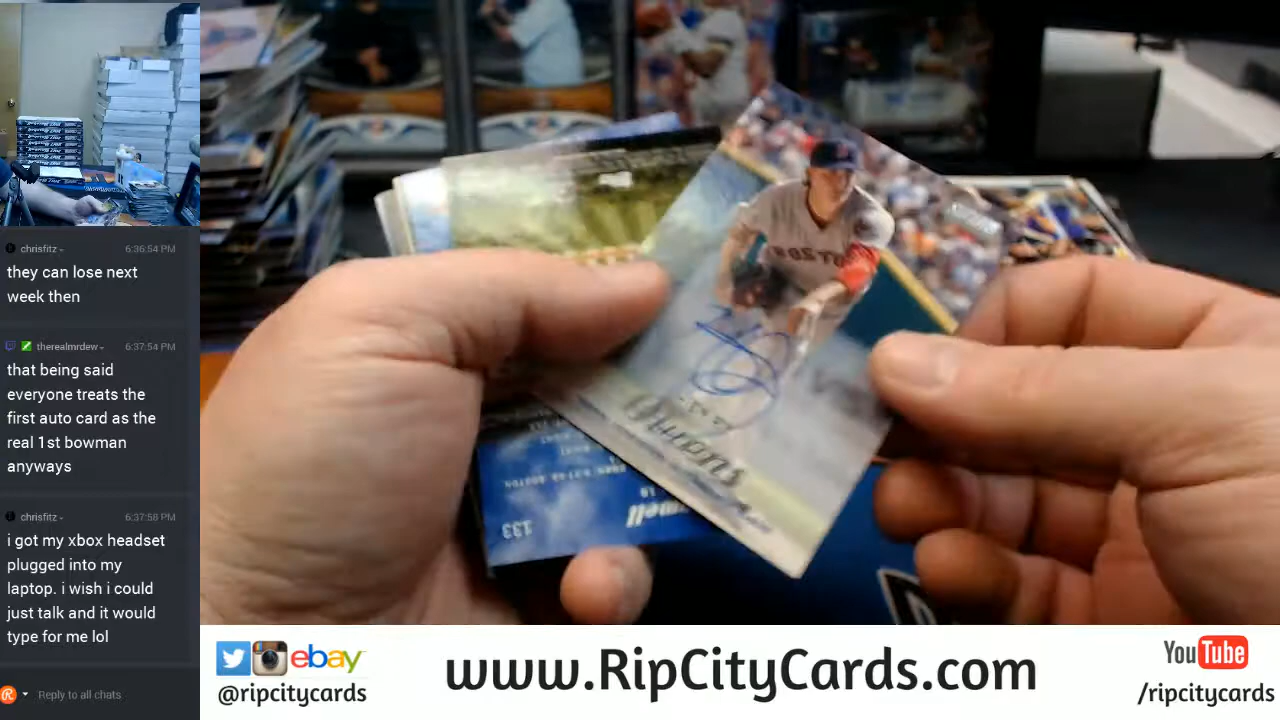 chrisfitz
6:36:54 PM
they can lose next
week then
therealmrdew
6:37:54 PM
that being said
everyone treats the
first auto card as the
real 1st bowman
anyways
chrisfitz
6:37:58 PM
i got my xbox headset
plugged into my
laptop. i wish i could
just talk and it would
type for me lol
Reply to all chats
BOSTO
133
ebay
@ripcitycards
www.RipCityCards.com
YouTube
/ripcitycards